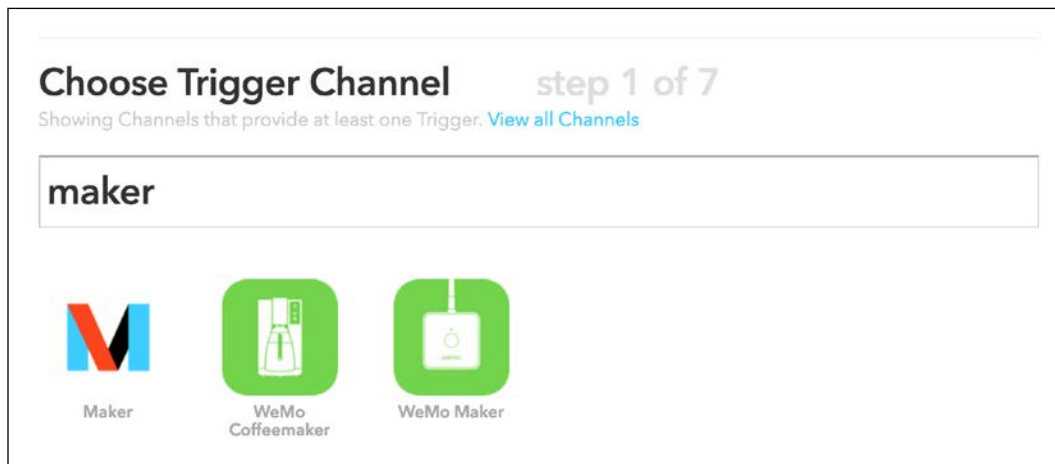 Choose Trigger Channel step 1 of 7
Showing Channels that provide at least one Trigger. View all Channels
maker
Maker
WeMo
Coffeemaker
WeMo Maker